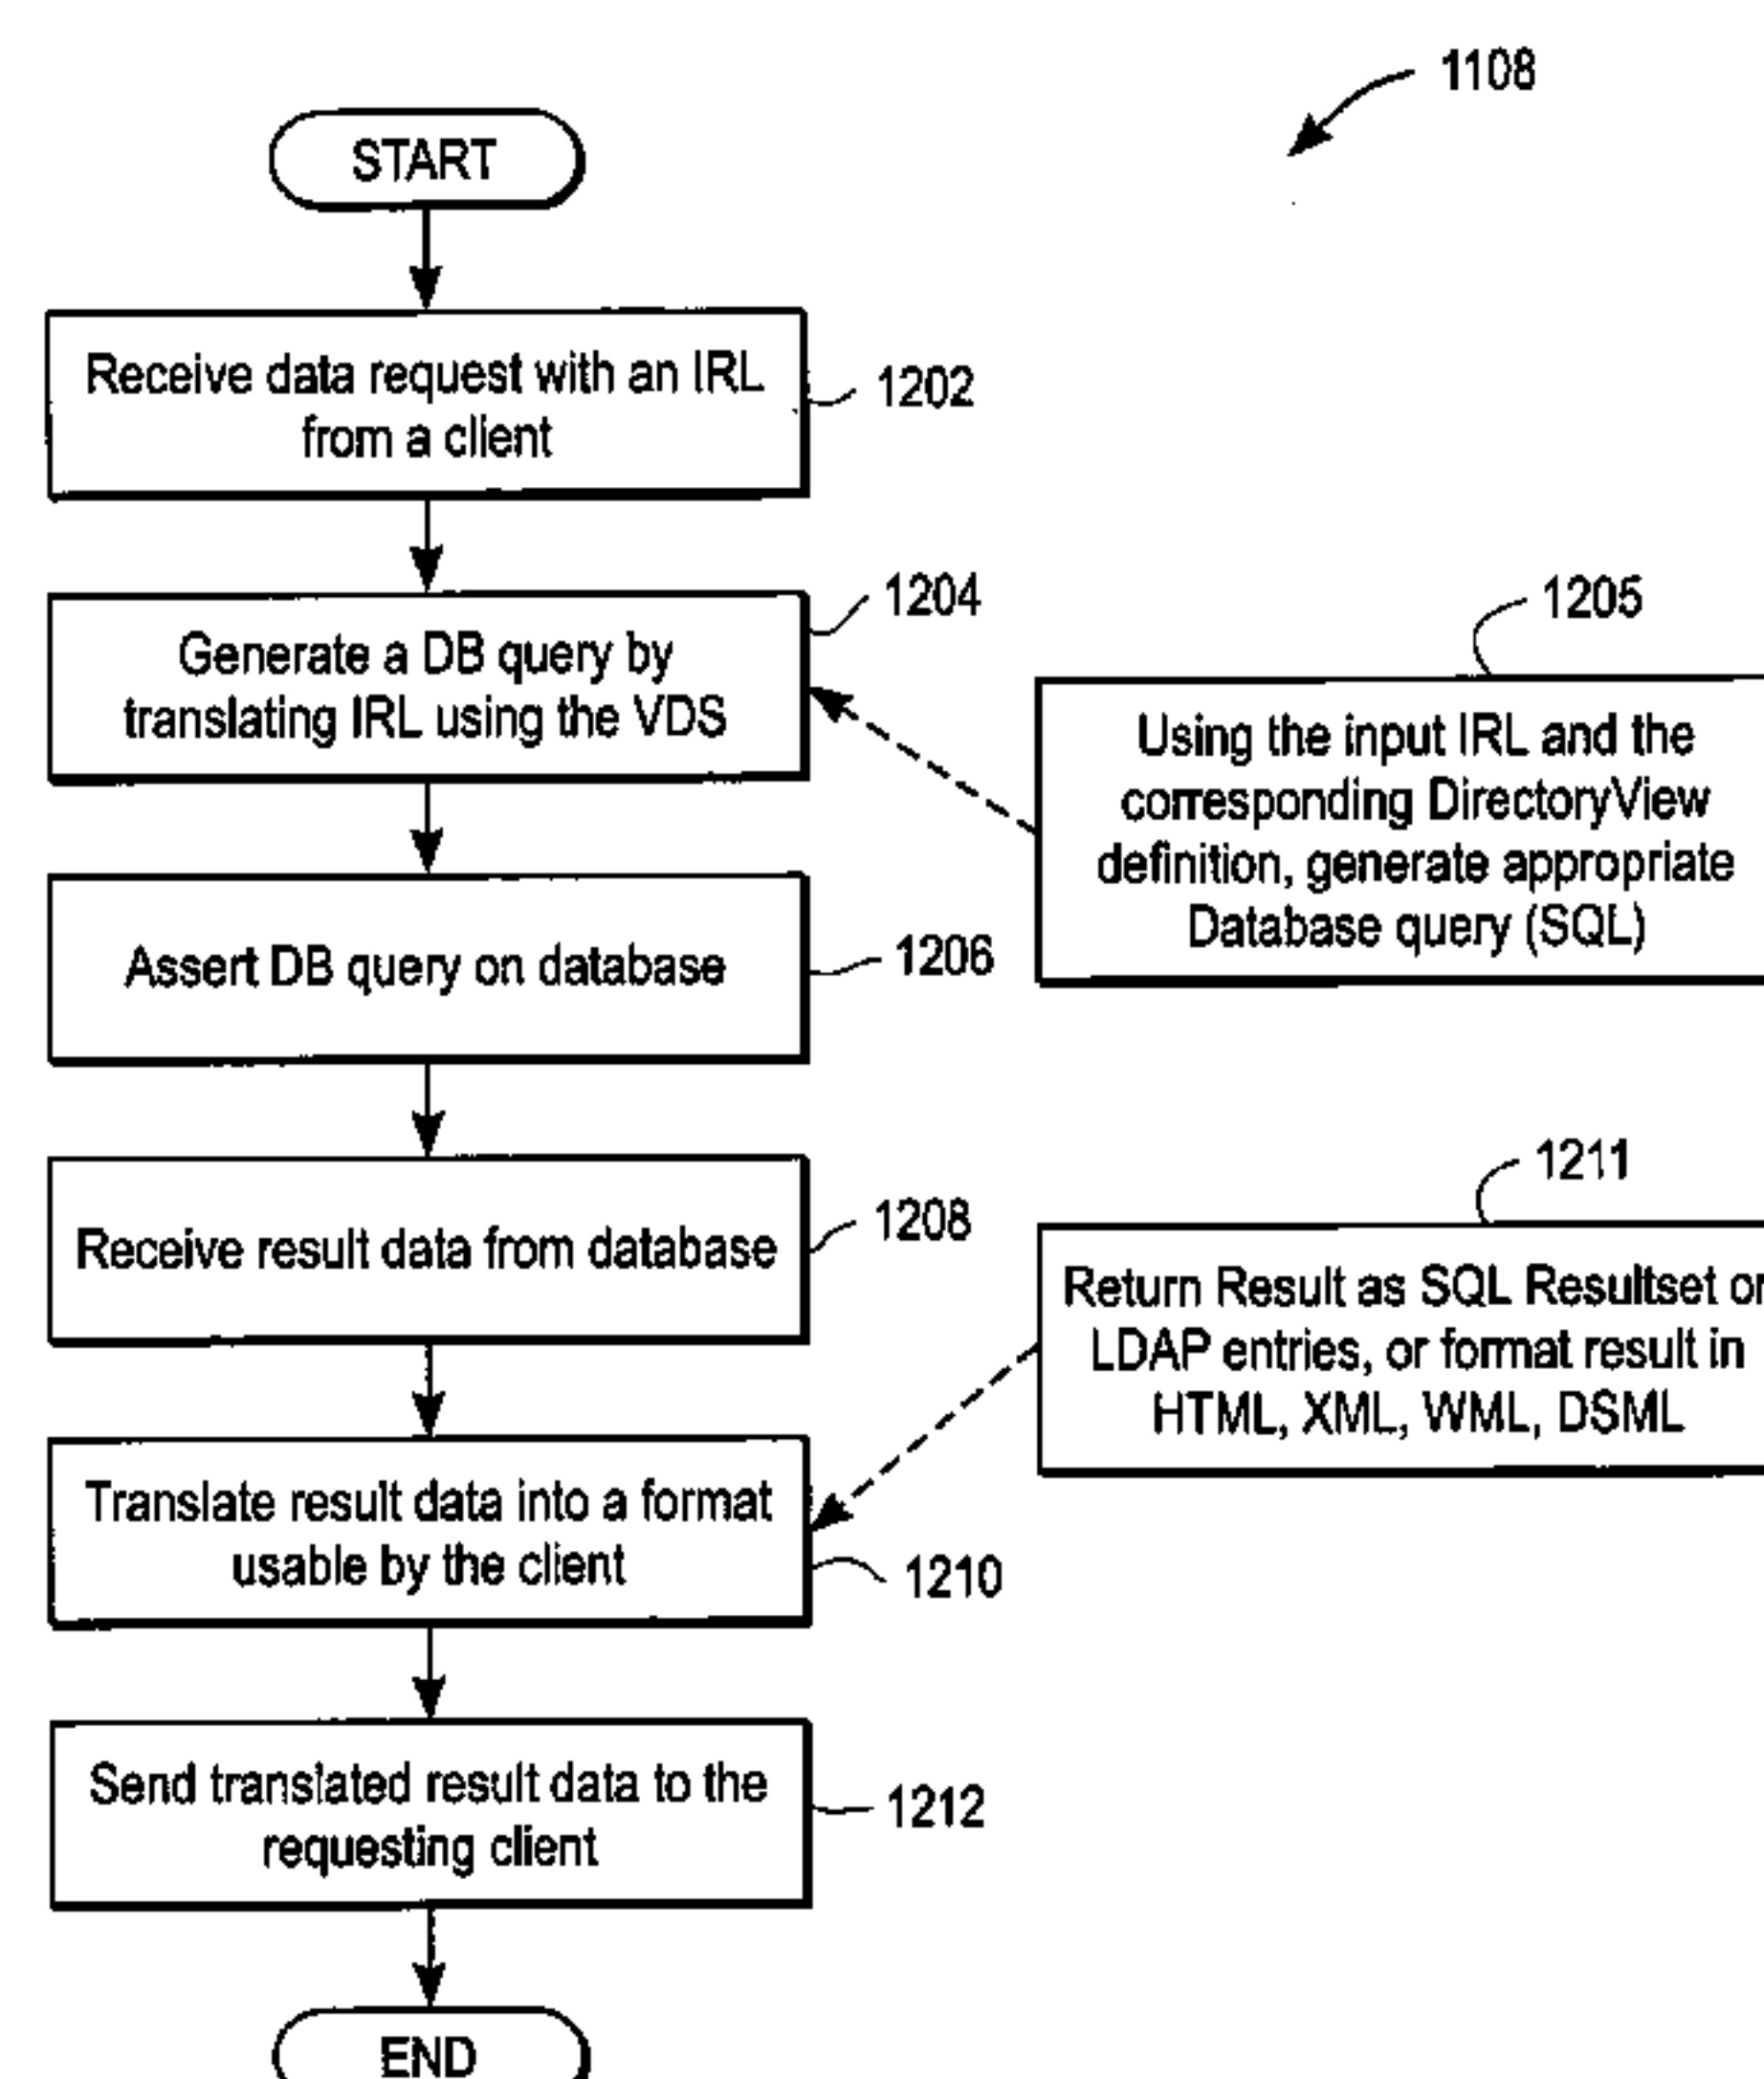 1108
START
Receive data request with an IRL
from a client
1202
Generate a DB query by
translating IRL using the VDS
1204
1205
Using the input IRL and the
corresponding DirectoryView
definition, generate appropriate
Database query (SQL)
Assert DB query on database
1206
Receive result data from database
1208
1211
Return Result as SQL Resultset or
LDAP entries, or format result in
HTML, XML, WML, DSML
Translate result data into a format
usable by the client
1210
Send translated result data to the
requesting client
1212
END